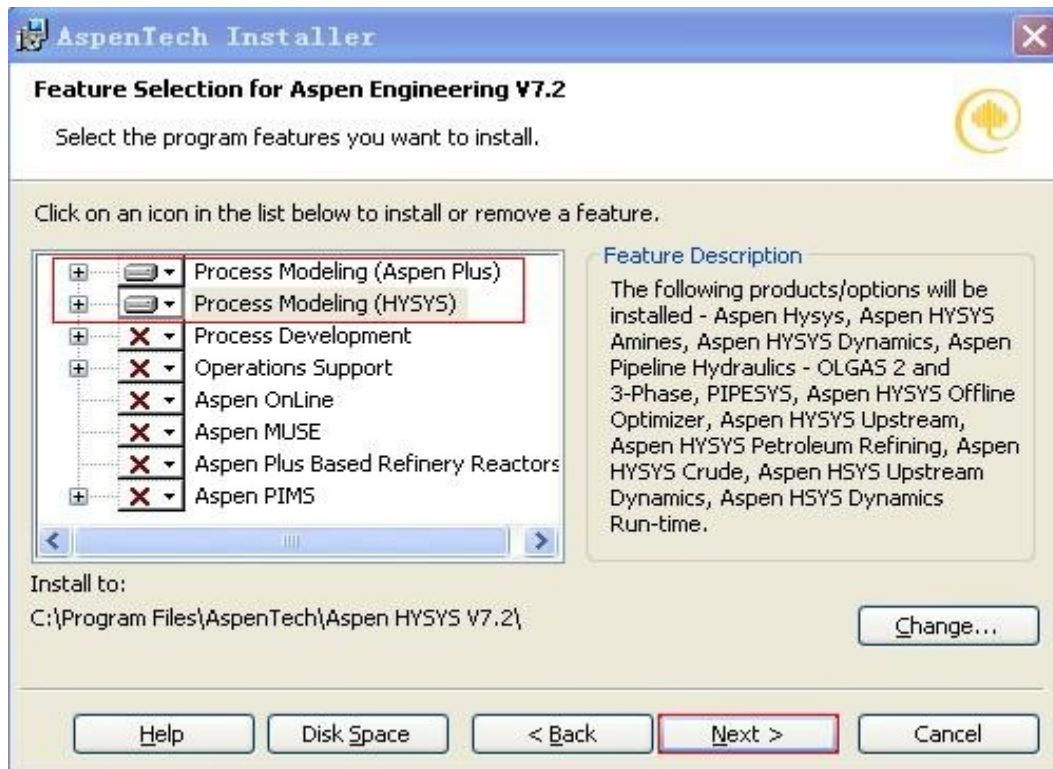 AspenTech Installer
Feature Selection for Aspen Engineering V7.2
Select the program features you want to install.
Click on an icon in the list below to install or remove a feature.
Process Modeling (Aspen Plus)
Process Modeling (HYSYS)
Process Development
Operations Support
Aspen OnLine
Aspen MUSE
Aspen Plus Based Refinery Reactors
Aspen PIMS
Feature Description
The following products/options will be
installed - Aspen Hysys, Aspen HYSYS
Amines, Aspen HYSYS Dynamics, Aspen
Pipeline Hydraulics - OLGAS 2 and
3-Phase, PIPESYS, Aspen HYSYS Offline
Optimizer, Aspen HYSYS Upstream,
Aspen HYSYS Petroleum Refining, Aspen
HYSYS Crude, Aspen HSYS Upstream
Dynamics, Aspen HSYS Dynamics
Run-time.
Install to:
C:\Program Files\AspenTech\Aspen HYSYS V7.2\
Change...
Help
Disk Space
< Back
Next >
Cancel